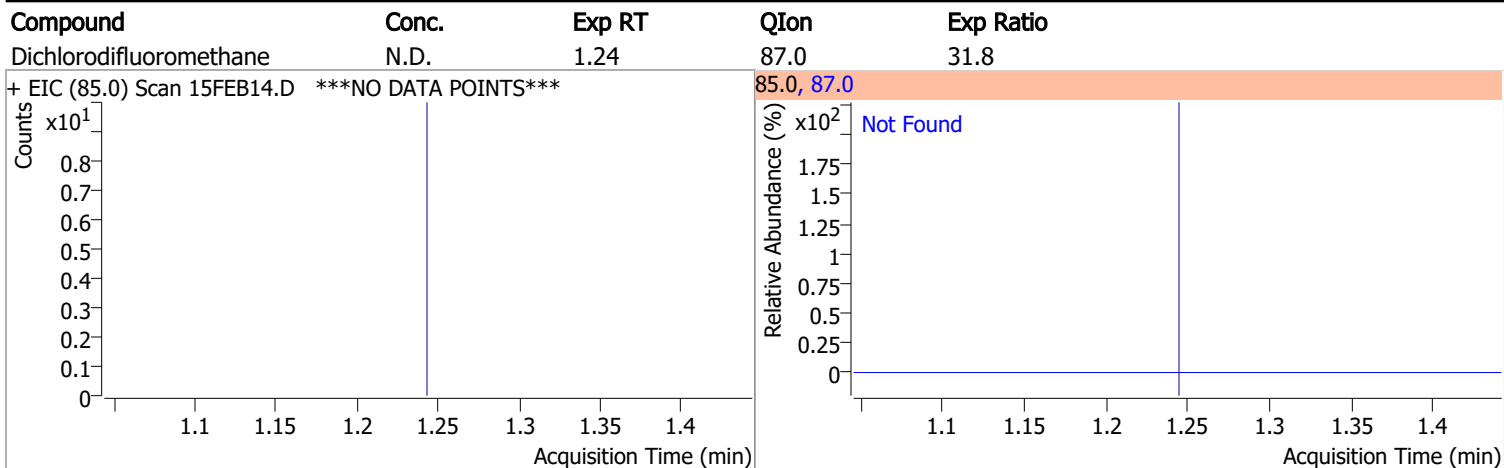 Compound Conc. Exp RT QIon Exp Ratio
Dichlorodifluoromethane N.D. 1.24 87.0 31.8
+ EIC (85.0) Scan 15FEB14.D ***NO DATA POINTS***
Counts
x10¹
0.8
0.7
0.6
0.5
0.4
0.3
0.2
0.1
0
1.1 1.15 1.2 1.25 1.3 1.35 1.4
Acquisition Time (min)
85.0, 87.0
Relative Abundance (%)
x10²
Not Found
1.75
1.5
1.25
1
0.75
0.5
0.25
0
1.1 1.15 1.2 1.25 1.3 1.35 1.4
Acquisition Time (min)